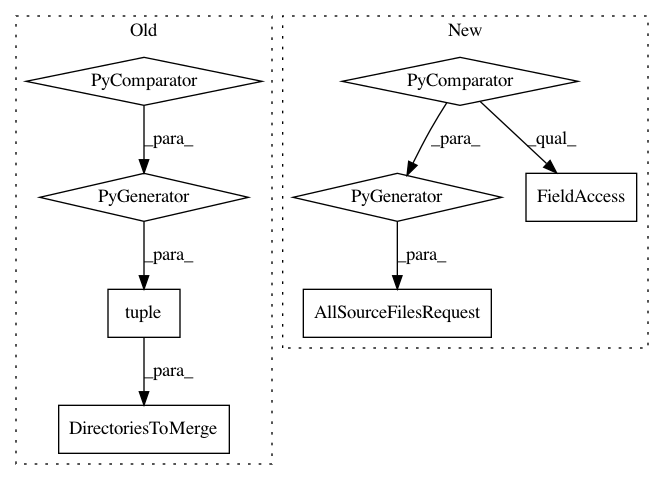 Old
New
PyComparator
PyComparator
_para_
_para_
_qual_
PyGenerator
PyGenerator
FieldAccess
_para_
_para_
tuple
AllSourceFilesRequest
_para_
DirectoriesToMerge